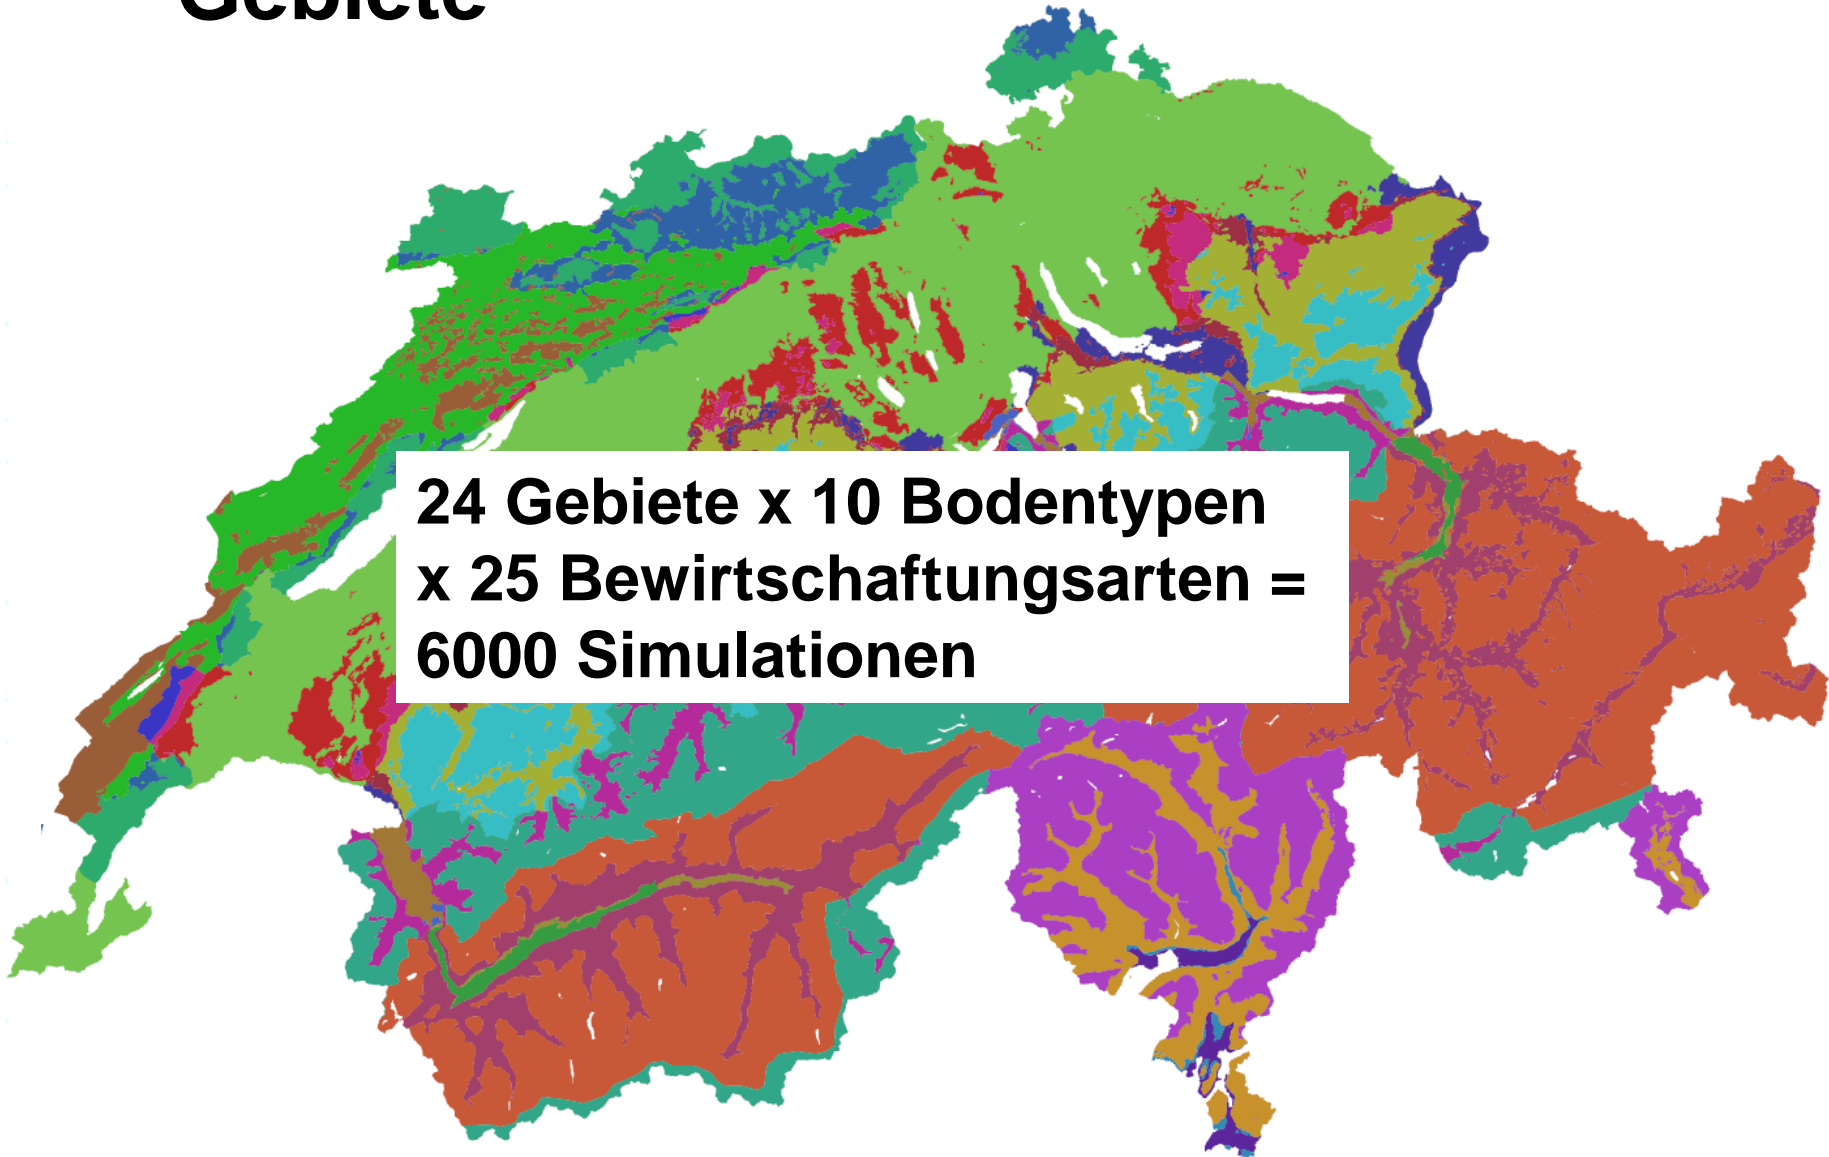 Gebiete
24 Gebiete x 10 Bodentypen
x 25 Bewirtschaftungsarten =
6000 Simulationen